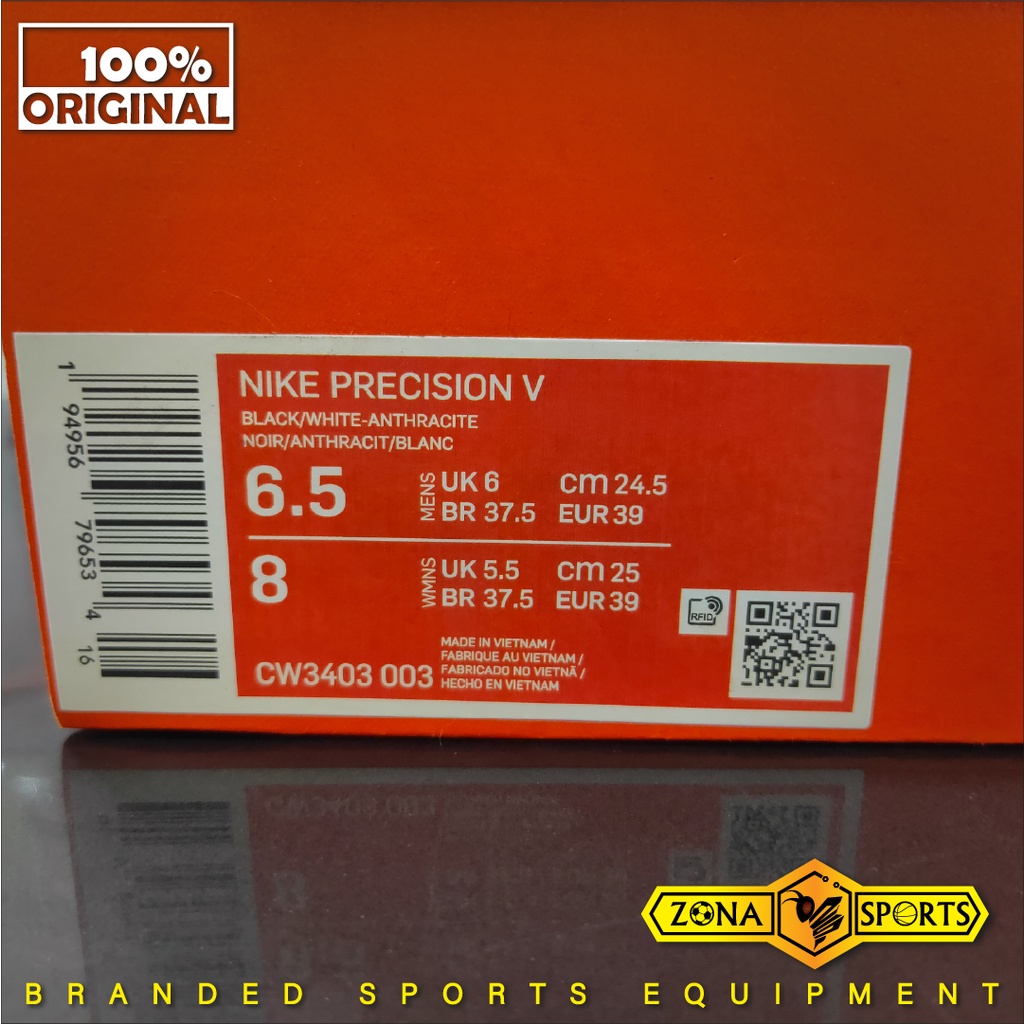 100%
ORIGINAL
1
94956
79653
4
16
NIKE PRECISION V
BLACK/WHITE-ANTHRACITE
NOIR/ANTHRACIT/BLANC
6.5
MENS
UK 6
cm 24.5
BR 37.5
EUR 39
8
WMNS
UK 5.5
cm 25
BR 37.5
EUR 39
RFID
CW3403 003
MADE IN VIETNAM /
FABRIQUE AU VIETNAM /
FABRICADO NO VIETNÃ /
HECHO EN VIETNAM
ZONA SPORTS
BRANDED SPORTS EQUIPMENT